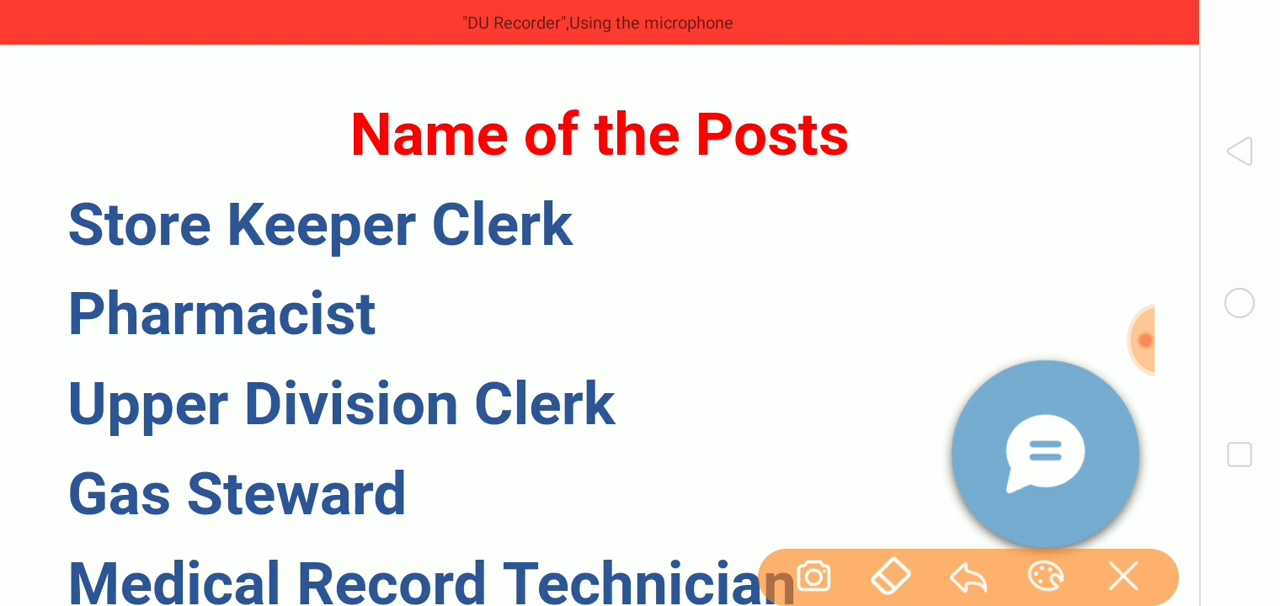 "DU Recorder",Using the microphone
Name of the Posts
Store Keeper Clerk
Pharmacist
Upper Division Clerk
Gas Steward
Medical Record Technician